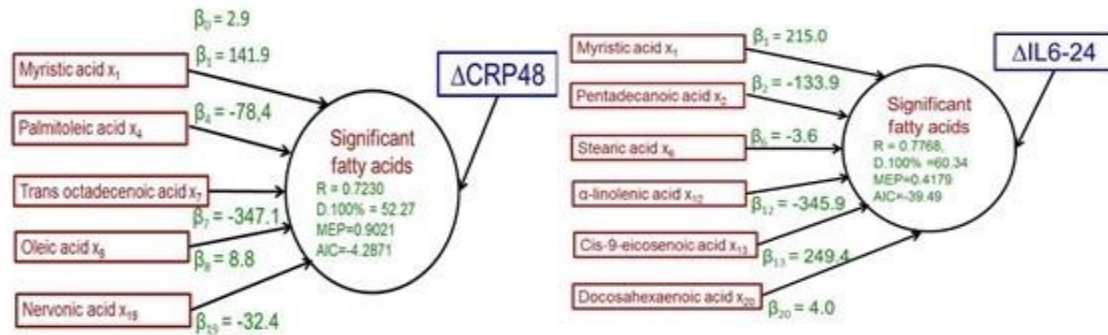 β₀ = 2.9
β₁ = 141.9
Myristic acid x₁
β₄ = -78,4
Palmitoleic acid x₄
Trans octadecenoic acid x₇
β₇ = -347.1
Oleic acid x₈
β₈ = 8.8
Nervonic acid x₁₉
β₁₉ = -32.4
Significant
fatty acids
R = 0.7230
D.100% = 52.27
MEP=0.9021
AIC=-4.2871
ΔCRP48
β₁ = 215.0
Myristic acid x₁
β₂ = -133.9
Pentadecanoic acid x₂
β₆ = -3.6
Stearic acid x₆
α-linolenic acid x₁₂
β₁₂ = -345.9
Cis-9-eicosenoic acid x₁₃
β₁₃ = 249.4
Docosahexaenoic acid x₂₀
β₂₀ = 4.0
Significant
fatty acids
R = 0.7768,
D.100% =60.34
MEP=0.4179
AIC=-39.49
ΔIL6-24